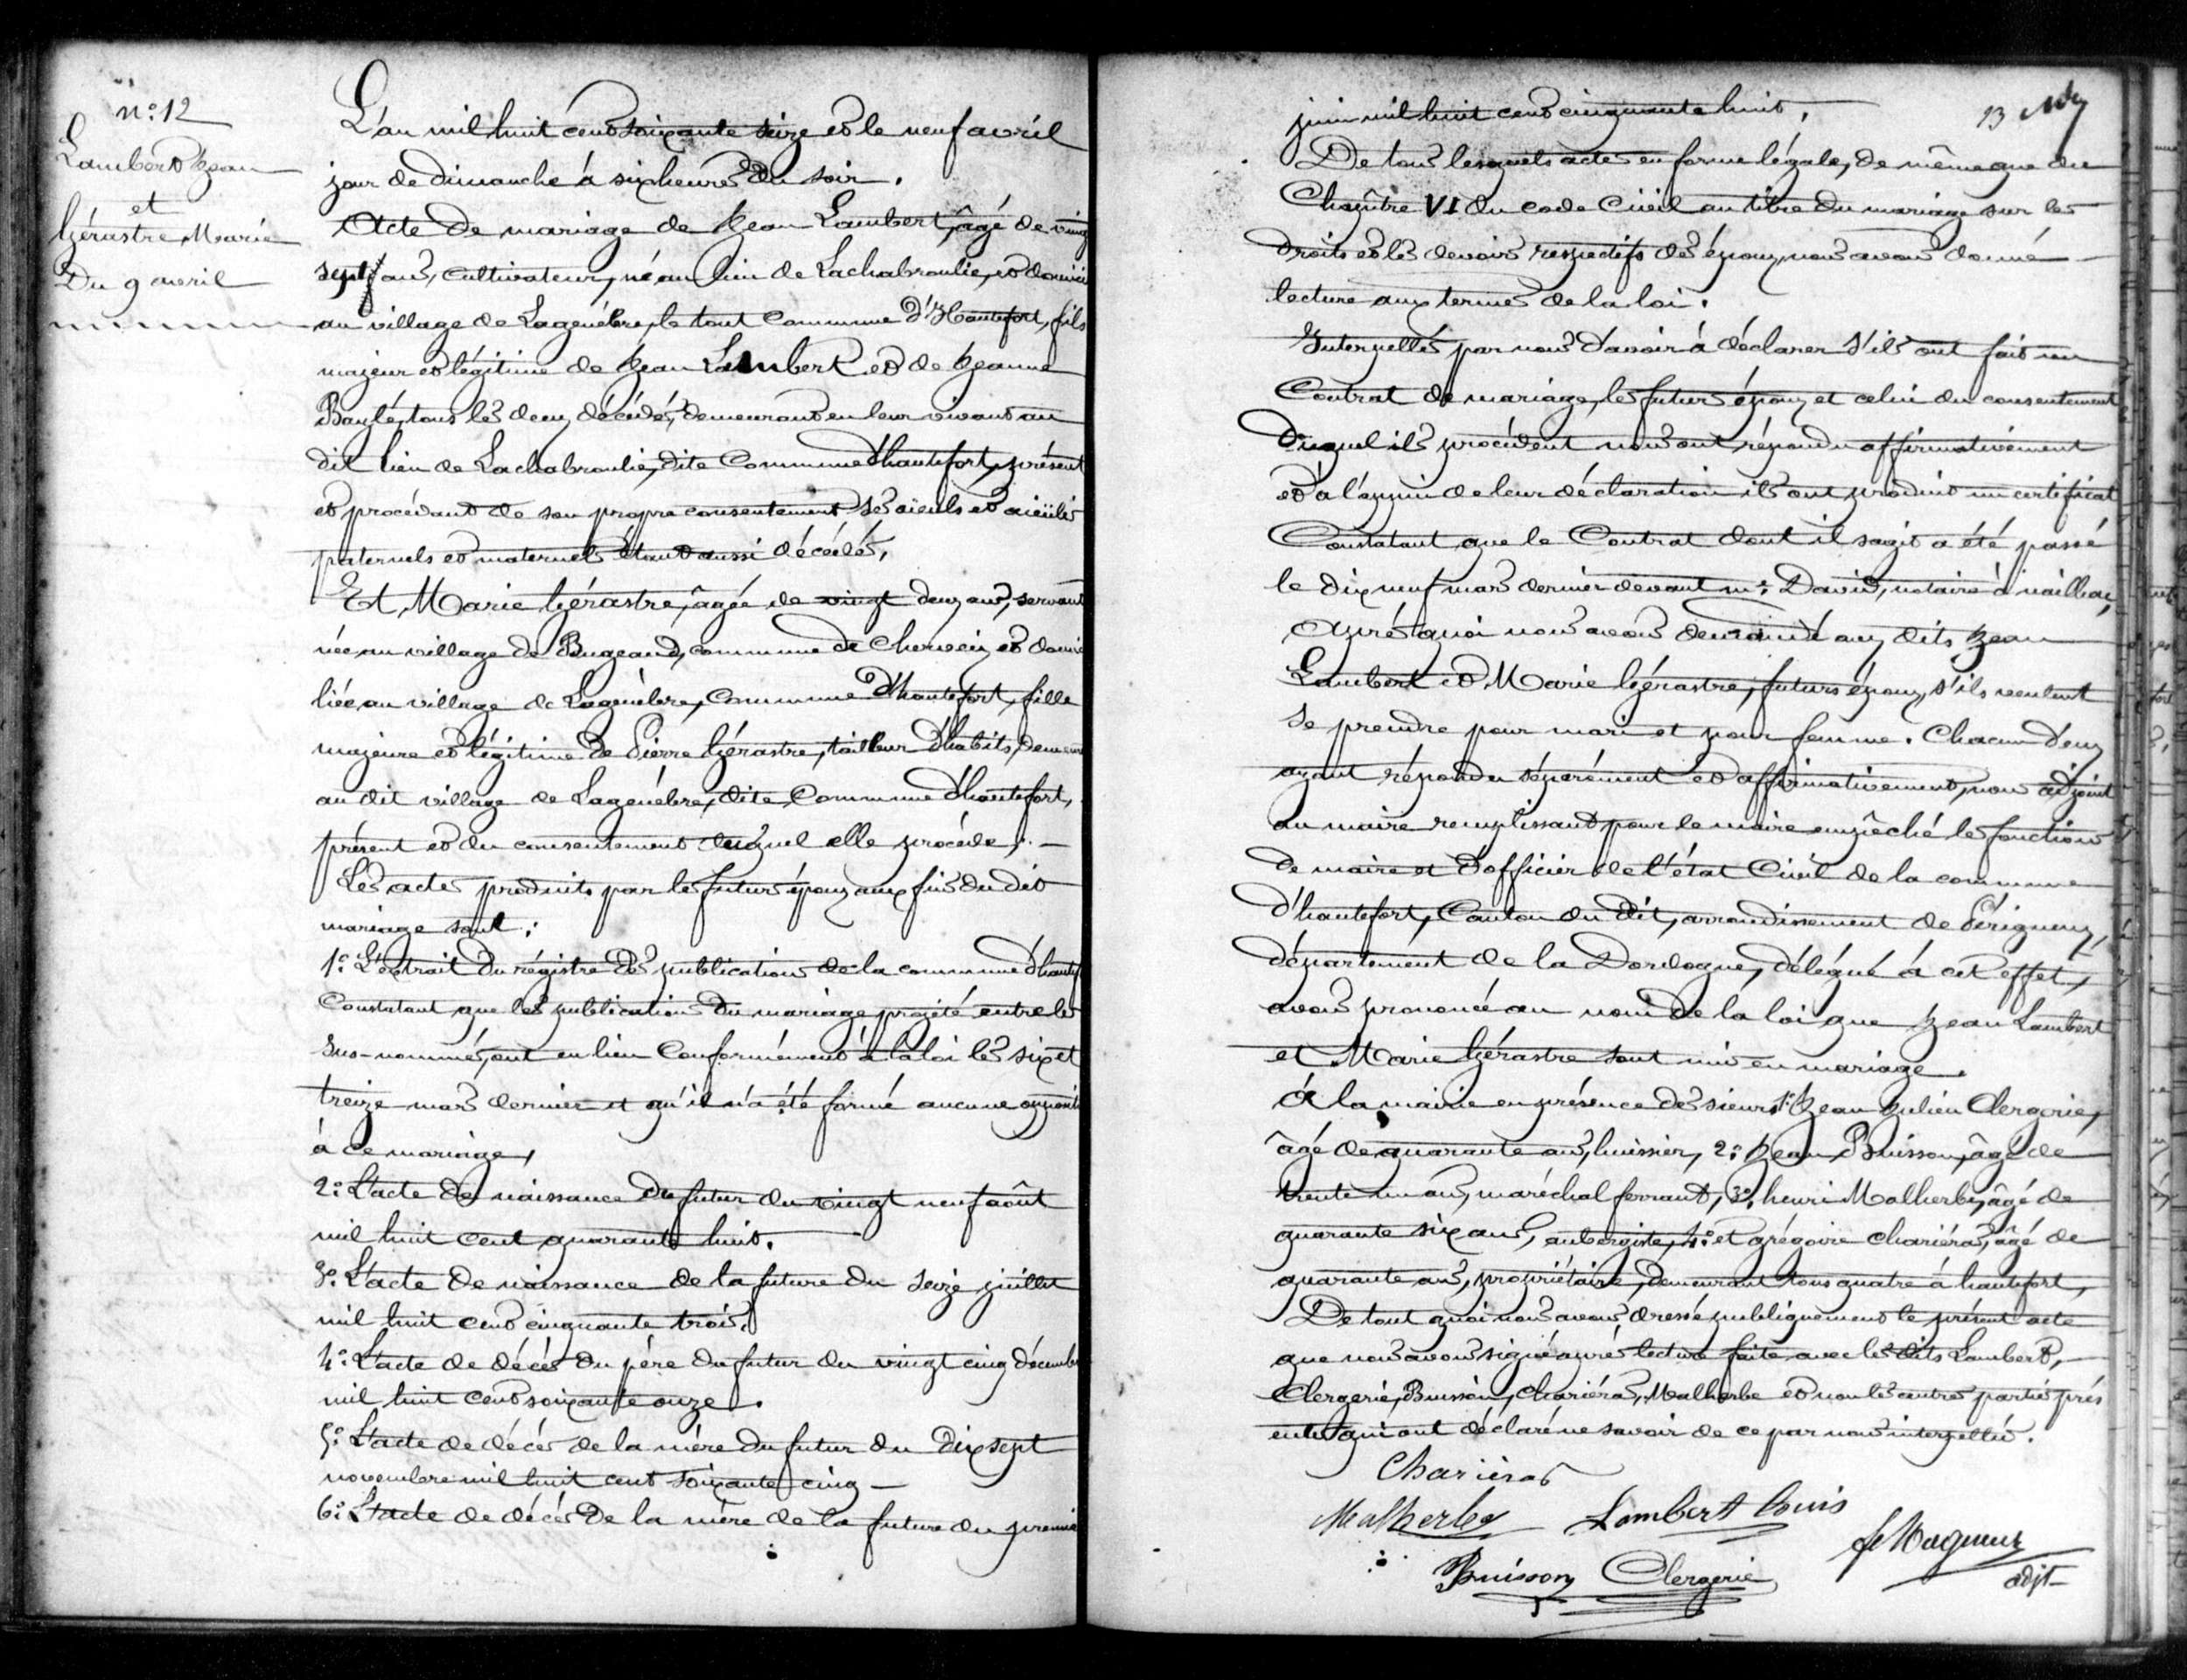 n:° 12
Lambert Jean
et
Gérastre Marie
Du 9 avril
L'an mil huit cent soixante seize et le neuf avril
jour de dimanche à six heures du soir.
Acte de mariage de Jean Lambert, âgé de vingt
sept ans, cultivateur, né au lieu de Lachabroulie, et domici
au village de Lagenèbre, le tout Commune d'Hautefort, fils
majeur et légitime de Jean Lambert et de Jeanne
Bayle, tous les deux décédés, demeurant en leur vivant au
dit lieu de Lachabroulie, dite Commune d'hautefort, présent
et procédant de son propre consentement ses aïeuls et aïeules
paternels et maternels étant aussi décédés,
Et Marie Gérastre, âgée de vingt deux ans, servante
née au village de Bugeaud, commune de Cherveix et domici
liée au village de Lagenèbre, Commune d'hautefort, fille
majeure et légitime de Pierre Gérastre, tailleur d'habits, demeurant
au dit village de Lagenèbre, dite Commune d'hautefort,
présent et du consentement duquel elle procède;
Les actes produits par les futurs époux aux fins du dit
mariage sont:
1:° L'extrait du régistre des publications de la commune d'hautef
Constatant que les publications du mariage projeté entre les
sus-nommés, ont eu lieu Conformément à la loi les six et
treize mars dernier et qu'il n'a été formé aucune oppositi
à ce mariage,
2:° L'acte de naissance du futur du vingt neuf août
mil huit cent quarante huit.
3:° L'acte de naissance de la future du seize juillet
mil huit cent cinquante trois.
4:° L'acte de décès du père du futur du vingt cinq décembre
mil huit cent soixante onze.
5:° L'acte de décès de la mère du futur du dix sept
novembre mil huit cent soixante cinq
6:° L'acte de décès de la mère de la future du premier
13
juin mil huit cent cinquante huit.
De tous lesquels actes en forme légale, de même que du
Chapître VI du code Civil au titre du mariage sur les
droits et les devoirs respectifs des époux, nous avons donné
lecture aux termes de la loi.
Interpellés par nous d'avoir à déclarer s'ils ont fait un
Contrat de mariage, les futurs époux et celui du consentement
duquel ils procèdent nous ont répondu affirmativement
et à l'appui de leur déclaration ils ont produit un certificat
Constatant que le Contrat dont il sagit a été passé
le dix neuf mars dernier devant m:e David, notaire à nailhac,
Après quoi nous avons demandé aux dits Jean
Lambert et Marie Gérastre, futurs époux, s'ils veulent
se prendre pour mari et pour femme. Chacun d'eux
ayant répondu séparément et affirmativement, nous adjoint
au maire remplissant pour le maire empêché les fonctions
de maire et d'officier de l'état Civil de la commune
d'hautefort, Canton du dit, arrondissement de Périgueux,
département de la Dordogne, délégué à cet effet,
avons prononcé au nom de la loi que Jean Lambert
et Marie Gérastre sont unis en mariage.
À la mairie en présence des sieurs 1:° Jean Julien Clergerie,
âgé de quarante ans, huissier, 2:° Jean Buisson, âgé de
trente un ans, maréchal ferrant, 3:° henri Malherbe, âgé de
quarante six ans, aubergiste, 4:° et grégoire Chariéras, âgé de
quarante ans, propriétaire, demeurant tous quatre à hautefort,
De tout quoi nous avons dressé publiquement le présent acte
que nous avons signé après lecture faite avec les dits Lambert,
Clergerie, Buisson, Chariéras, Malherbe et non les autres parties prés
entes qui ont déclaré ne savoir de ce par nous interpellés.
Chariéras
Malherbe Lambert Louis
Buisson Clergerie
adjt